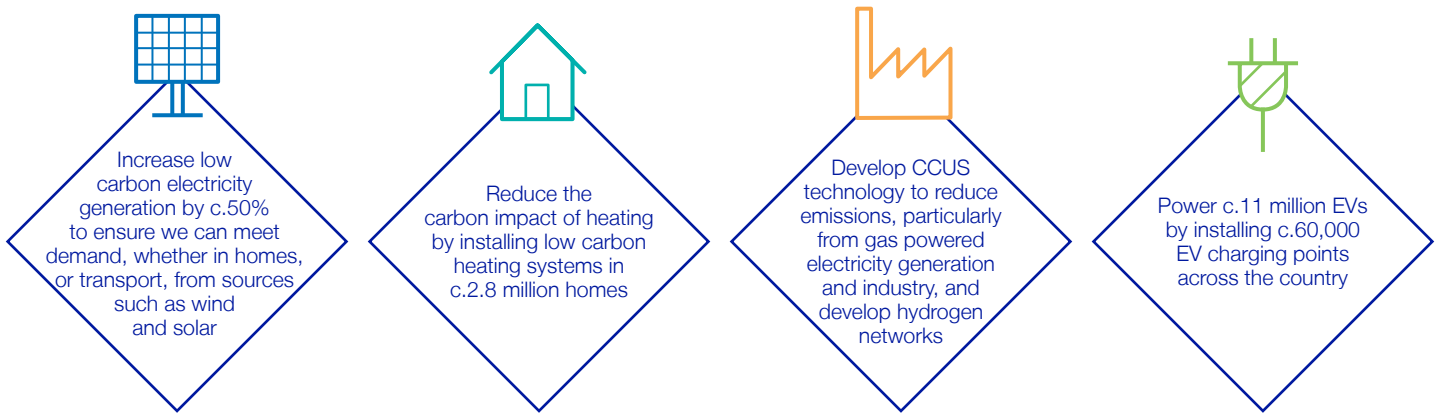 Increase low
carbon electricity
generation by c.50%
to ensure we can meet
demand, whether in homes,
or transport, from sources
such as wind
and solar
Reduce the
carbon impact of heating
by installing low carbon
heating systems in
c.2.8 million homes
Develop CCUS
technology to reduce
emissions, particularly
from gas powered
electricity generation
and industry, and
develop hydrogen
networks
Power c.11 million EVs
by installing c.60,000
EV charging points
across the country